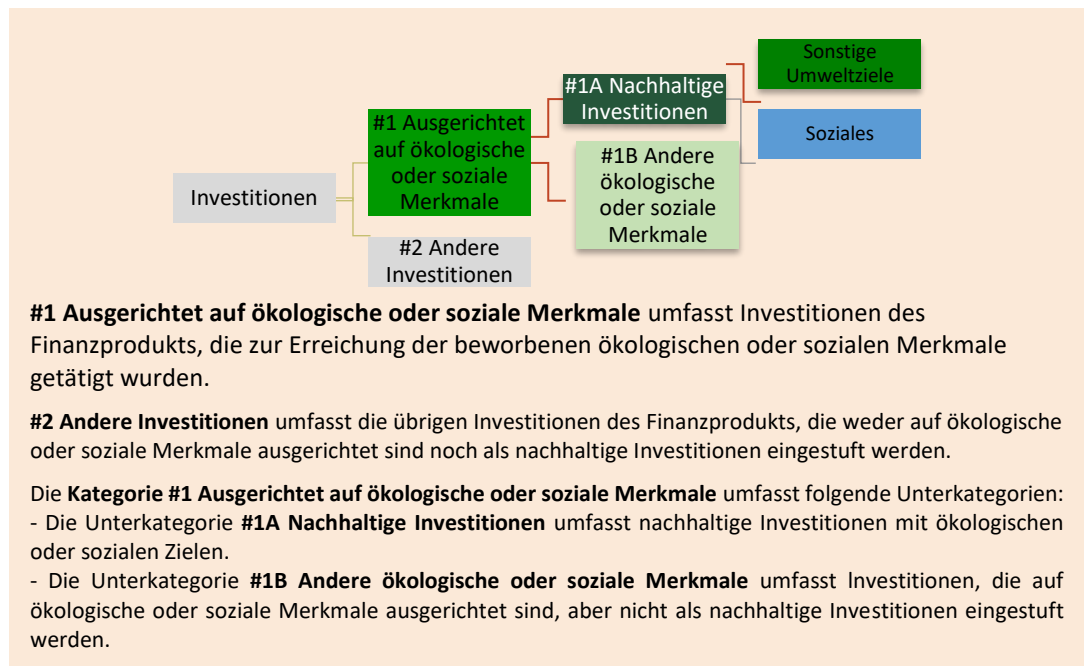 Sonstige
Umweltziele
#1A Nachhaltige
Investitionen
#1 Ausgerichtet
auf ökologische
oder soziale
Merkmale
Soziales
#1B Andere
ökologische
oder soziale
Merkmale
Investitionen
#2 Andere
Investitionen
#1 Ausgerichtet auf ökologische oder soziale Merkmale umfasst Investitionen des
Finanzprodukts, die zur Erreichung der beworbenen ökologischen oder sozialen Merkmale
getätigt wurden.
#2 Andere Investitionen umfasst die übrigen Investitionen des Finanzprodukts, die weder auf ökologische
oder soziale Merkmale ausgerichtet sind noch als nachhaltige Investitionen eingestuft werden.
Die Kategorie #1 Ausgerichtet auf ökologische oder soziale Merkmale umfasst folgende Unterkategorien:
- Die Unterkategorie #1A Nachhaltige Investitionen umfasst nachhaltige Investitionen mit ökologischen
oder sozialen Zielen.
- Die Unterkategorie #1B Andere ökologische oder soziale Merkmale umfasst Investitionen, die auf
ökologische oder soziale Merkmale ausgerichtet sind, aber nicht als nachhaltige Investitionen eingestuft
werden.